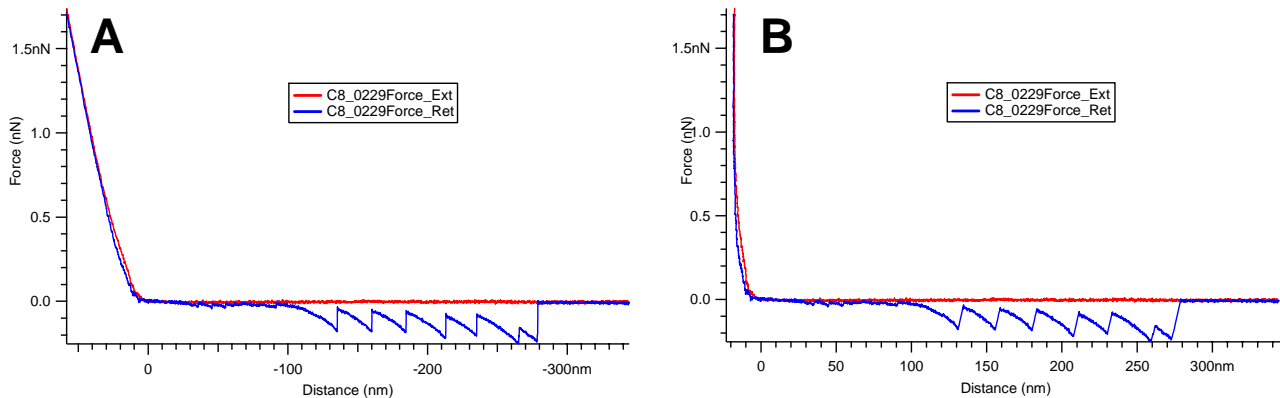 A
1.5nN
1.0
0.5
0.0
Force (nN)
C8_0229Force_Ext
C8_0229Force_Ret
0
-100
-200
-300nm
Distance (nm)
B
1.5nN
1.0
0.5
0.0
Force (nN)
C8_0229Force_Ext
C8_0229Force_Ret
0
50
100
150
200
250
300nm
Distance (nm)